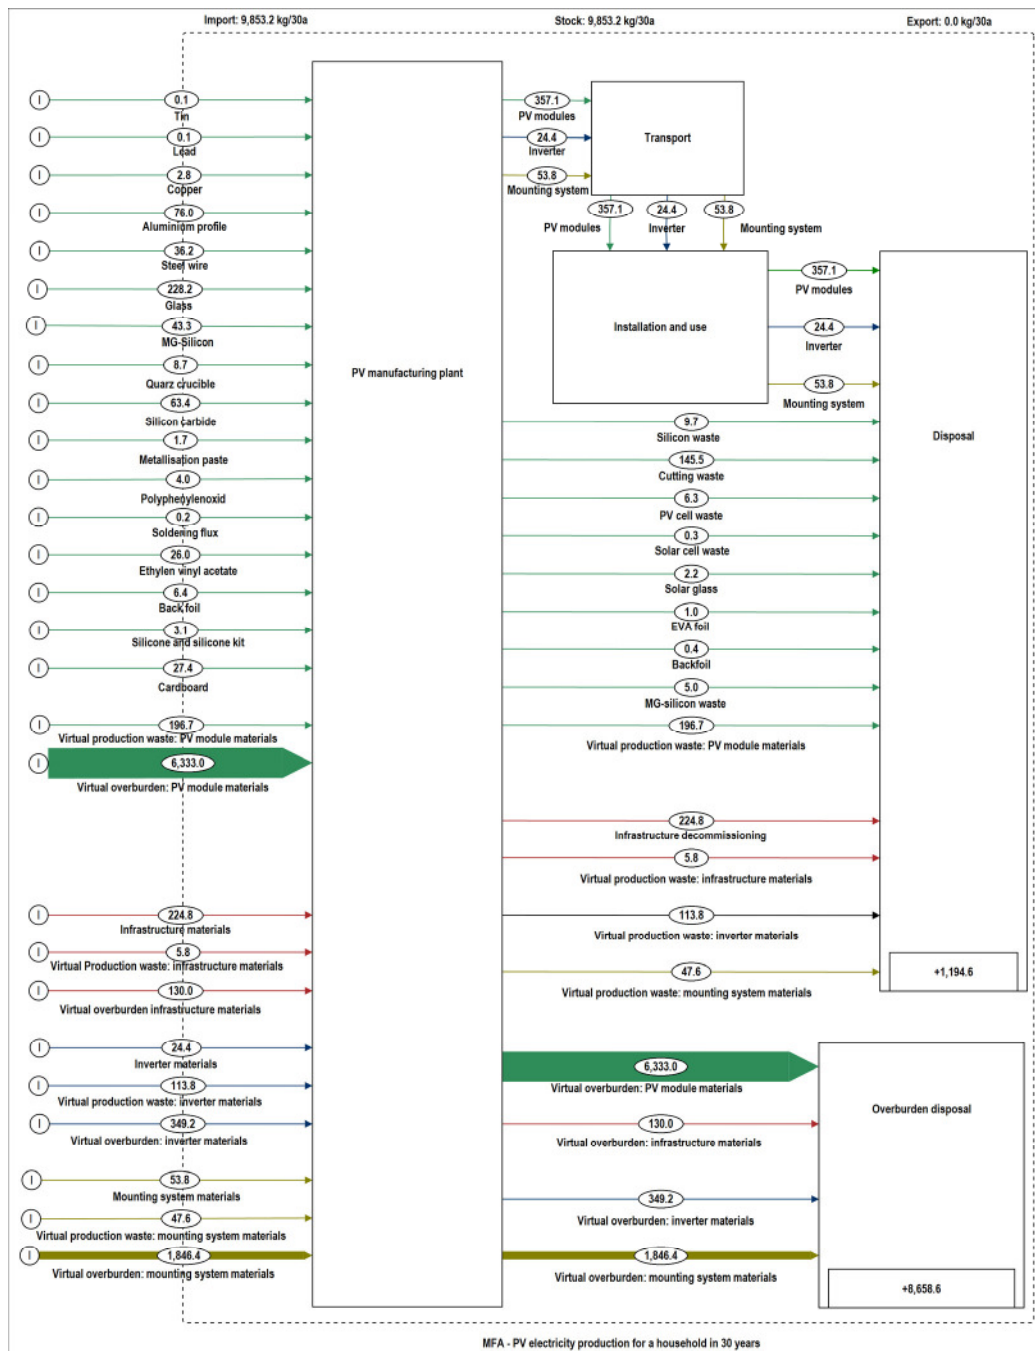 Import: 9,853.2 kg/30a
Stock: 9,853.2 kg/30a
Export: 0.0 kg/30a
I
0.1
Tin
I
0.1
Lead
I
2.8
Copper
I
76.0
Aluminium profile
I
36.2
Steel wire
I
228.2
Glass
I
43.3
MG-Silicon
I
8.7
Quarz crucible
I
63.4
Silicon carbide
I
1.7
Metallisation paste
I
4.0
Polyphenylenoxid
I
0.2
Soldering flux
I
26.0
Ethylen vinyl acetate
I
6.4
Back foil
I
3.1
Silicone and silicone kit
I
27.4
Cardboard
I
196.7
Virtual production waste: PV module materials
I
6,333.0
Virtual overburden: PV module materials
I
224.8
Infrastructure materials
I
5.8
Virtual Production waste: infrastructure materials
I
130.0
Virtual overburden infrastructure materials
I
24.4
Inverter materials
I
113.8
Virtual production waste: inverter materials
I
349.2
Virtual overburden: inverter materials
I
53.8
Mounting system materials
I
47.6
Virtual production waste: mounting system materials
I
1,846.4
Virtual overburden: mounting system materials
PV manufacturing plant
357.1
PV modules
24.4
Inverter
53.8
Mounting system
Transport
357.1
PV modules
24.4
Inverter
53.8
Mounting system
Installation and use
357.1
PV modules
24.4
Inverter
53.8
Mounting system
9.7
Silicon waste
145.5
Cutting waste
6.3
PV cell waste
0.3
Solar cell waste
2.2
Solar glass
1.0
EVA foil
0.4
Backfoil
5.0
MG-silicon waste
196.7
Virtual production waste: PV module materials
224.8
Infrastructure decommissioning
5.8
Virtual production waste: infrastructure materials
113.8
Virtual production waste: inverter materials
47.6
Virtual production waste: mounting system materials
Disposal
+1,194.6
6,333.0
Virtual overburden: PV module materials
130.0
Virtual overburden: infrastructure materials
349.2
Virtual overburden: inverter materials
1,846.4
Virtual overburden: mounting system materials
Overburden disposal
+8,658.6
MFA - PV electricity production for a household in 30 years